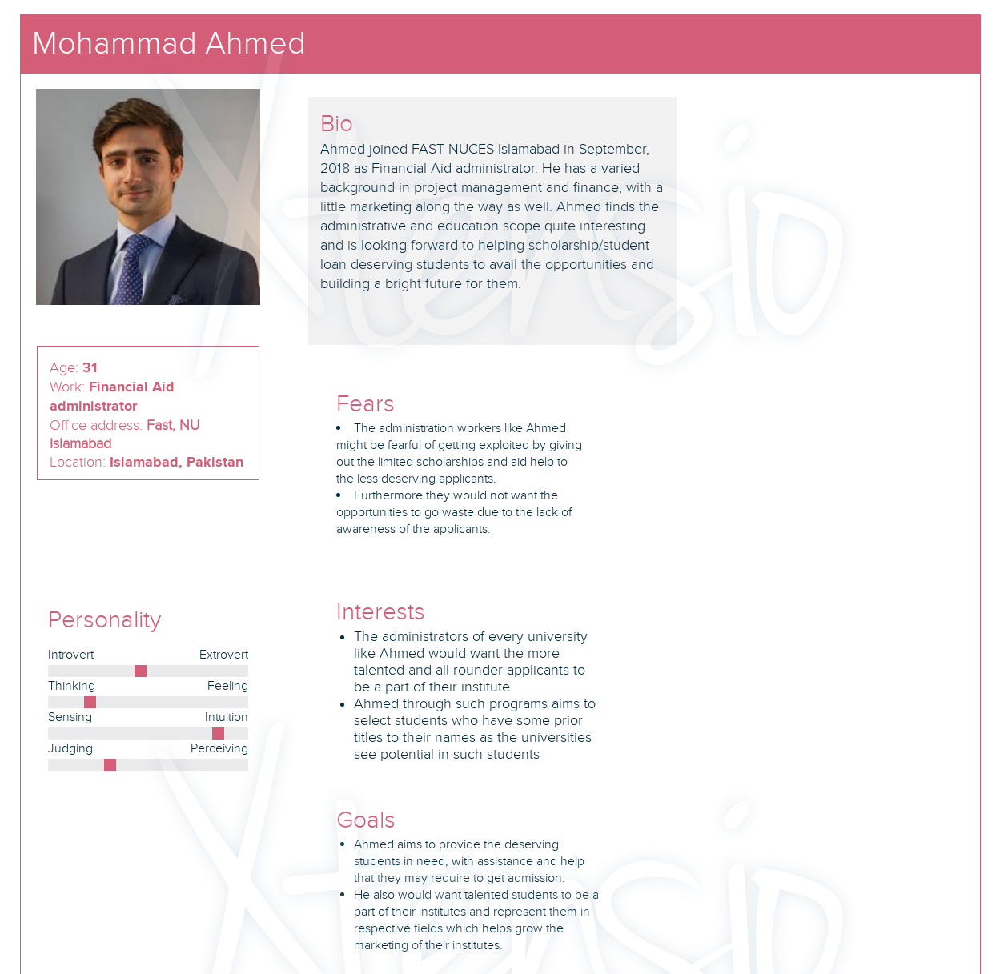 Mohammad Ahmed
Bio
Ahmed joined FAST NUCES Islamabad in September,
2018 as Financial Aid administrator. He has a varied
background in project management and finance, with a
little marketing along the way as well. Ahmed finds the
administrative and education scope quite interesting
and is looking forward to helping scholarship/student
loan deserving students to avail the opportunities and
building a bright future for them.
Age: 31
Work: Financial Aid
administrator
Office address: Fast, NU
Islamabad
Location: Islamabad, Pakistan
Fears
• The administration workers like Ahmed
might be fearful of getting exploited by giving
out the limited scholarships and aid help to
the less deserving applicants.
• Furthermore they would not want the
opportunities to go waste due to the lack of
awareness of the applicants.
Personality
Introvert Extrovert
Thinking Feeling
Sensing Intuition
Judging Perceiving
Interests
• The administrators of every university
like Ahmed would want the more
talented and all-rounder applicants to
be a part of their institute.
• Ahmed through such programs aims to
select students who have some prior
titles to their names as the universities
see potential in such students
Goals
• Ahmed aims to provide the deserving
students in need, with assistance and help
that they may require to get admission.
• He also would want talented students to be a
part of their institutes and represent them in
respective fields which helps grow the
marketing of their institutes.
Xtensio
Xtensio